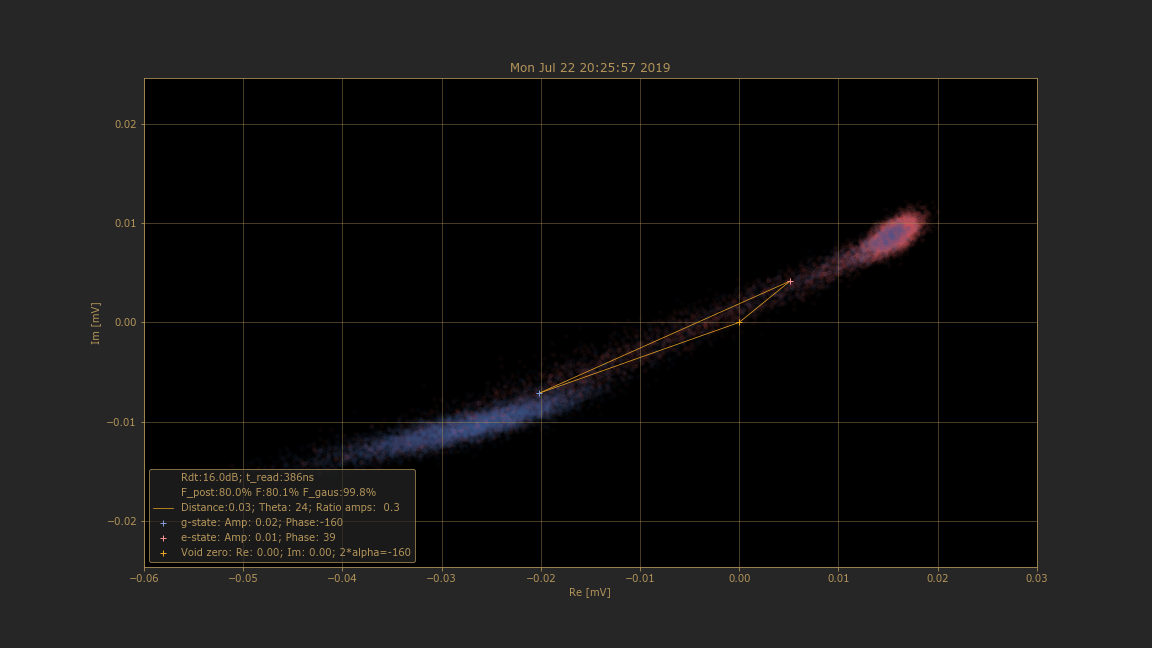 Mon Jul 22 20:25:57 2019
0.02
0.01
0.00
−0.01
−0.02
Im [mV]
Rdt:16.0dB; t_read:386ns
F_post:80.0% F:80.1% F_gaus:99.8%
Distance:0.03; Theta: 24; Ratio amps:  0.3
g-state: Amp: 0.02; Phase:-160
e-state: Amp: 0.01; Phase: 39
Void zero: Re: 0.00; Im: 0.00; 2*alpha=-160
−0.06 −0.05 −0.04 −0.03 −0.02 −0.01 0.00 0.01 0.02 0.03
Re [mV]